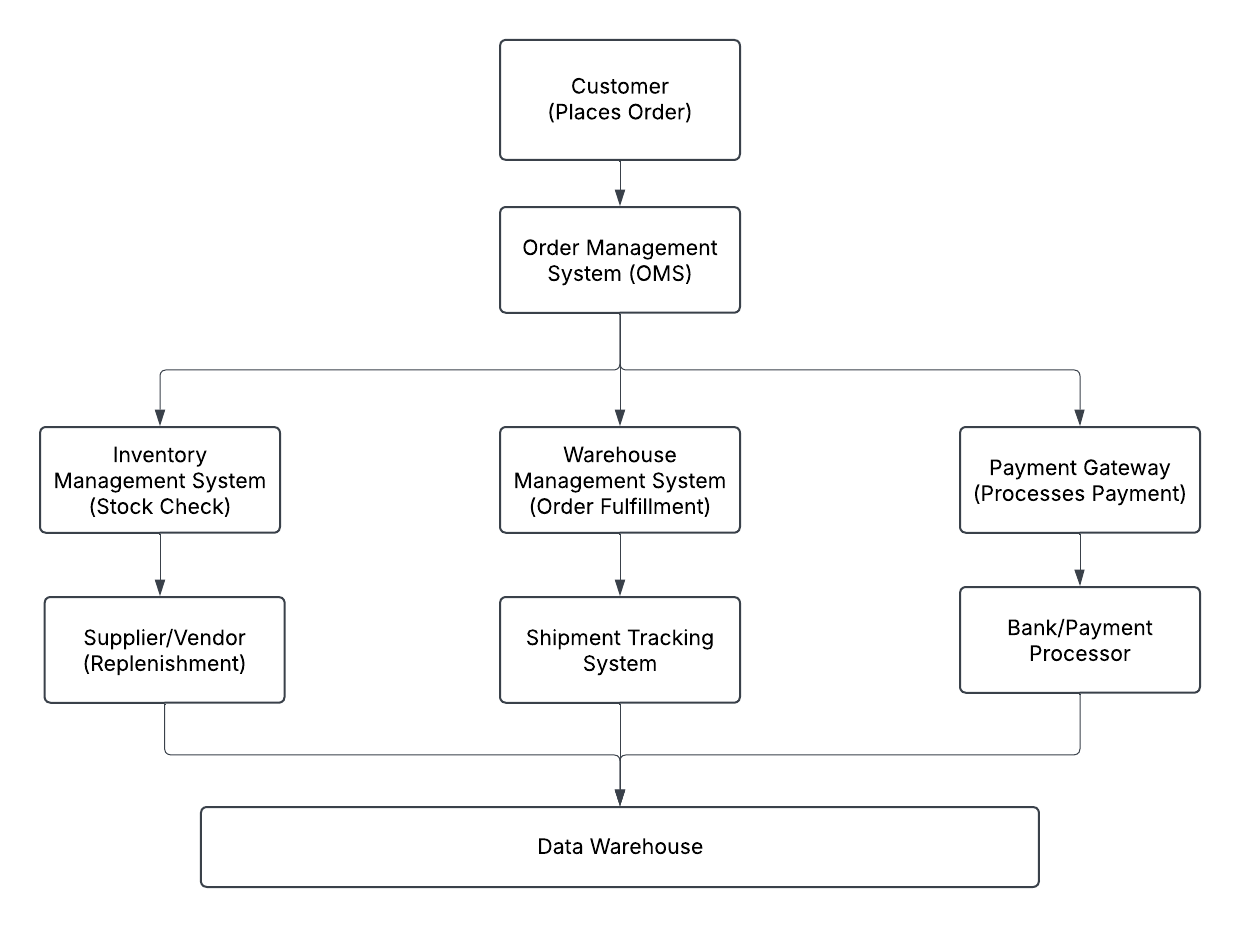 Customer
(Places Order)
Order Management
System (OMS)
Inventory
Management System
(Stock Check)
Warehouse
Management System
(Order Fulfillment)
Payment Gateway
(Processes Payment)
Supplier/Vendor
(Replenishment)
Shipment Tracking
System
Bank/Payment
Processor
Data Warehouse